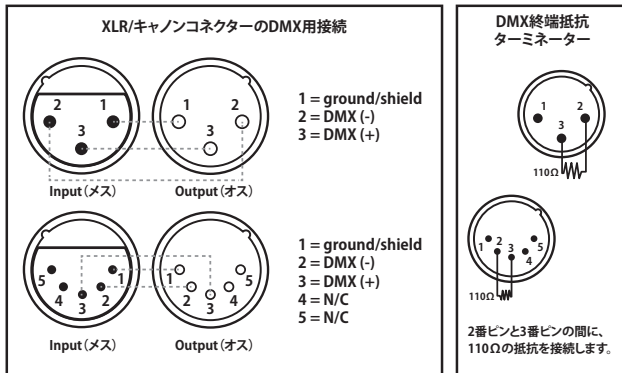 XLR/キャノンコネクターのDMX用接続
2 1
3
1 2
3
1 = ground/shield
2 = DMX (-)
3 = DMX (+)
Input（メス） Output（オス）
5 4 3 2 1
1 2 3 4 5
1 = ground/shield
2 = DMX (-)
3 = DMX (+)
4 = N/C
5 = N/C
Input（メス） Output（オス）
DMX終端抵抗
ターミネーター
1 2
3
110Ω
1 2 3 4 5
110Ω
2番ピンと3番ピンの間に、
110Ωの抵抗を接続します。